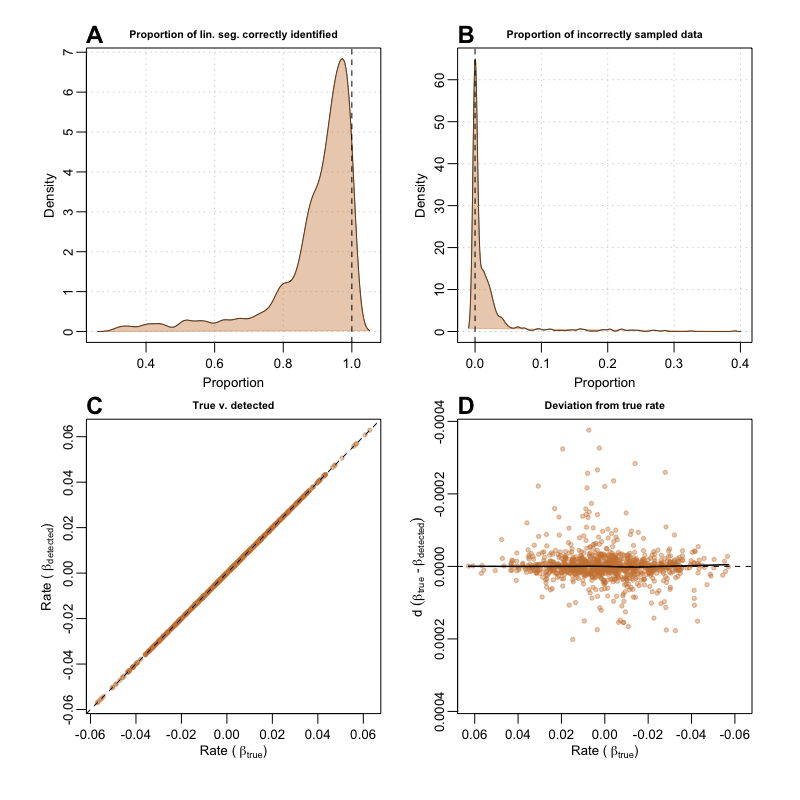 A
Proportion of lin. seg. correctly identified
Density
0 1 2 3 4 5 6 7
0.4 0.6 0.8 1.0
Proportion
B
Proportion of incorrectly sampled data
Density
0 10 20 30 40 50 60
0.0 0.1 0.2 0.3 0.4
Proportion
C
True v. detected
Rate ( βdetected)
-0.06 -0.04 -0.02 0.00 0.02 0.04 0.06
-0.06 -0.04 -0.02 0.00 0.02 0.04 0.06
Rate ( βtrue)
D
Deviation from true rate
d (βtrue - βdetected)
0.0004 0.0002 0.0000 -0.0002 -0.0004
0.06 0.04 0.02 0.00 -0.02 -0.04 -0.06
Rate ( βtrue)